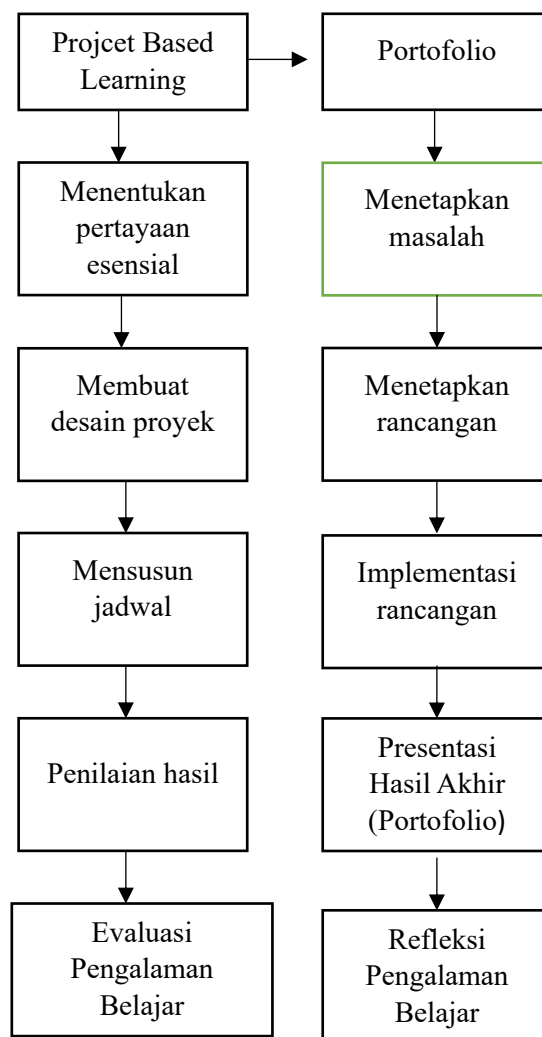 Projcet Based
Learning
Portofolio
Menentukan
pertayaan
esensial
Menetapkan
masalah
Membuat
desain proyek
Menetapkan
rancangan
Mensusun
jadwal
Implementasi
rancangan
Penilaian hasil
Presentasi
Hasil Akhir
(Portofolio)
Evaluasi
Pengalaman
Belajar
Refleksi
Pengalaman
Belajar